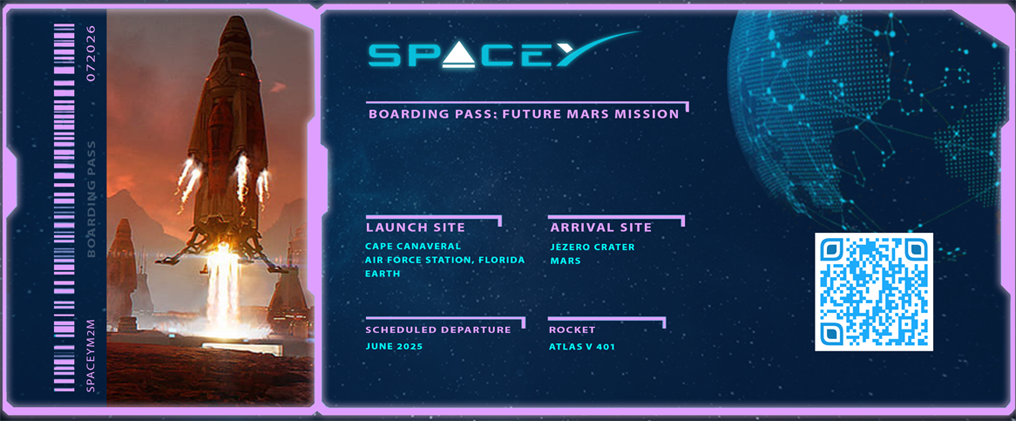 072026
BOARDING PASS
SPACEYM2M
SPACEY
BOARDING PASS: FUTURE MARS MISSION
LAUNCH SITE
CAPE CANAVERAL
AIR FORCE STATION, FLORIDA
EARTH
ARRIVAL SITE
JEZERO CRATER
MARS
SCHEDULED DEPARTURE
JUNE 2025
ROCKET
ATLAS V 401